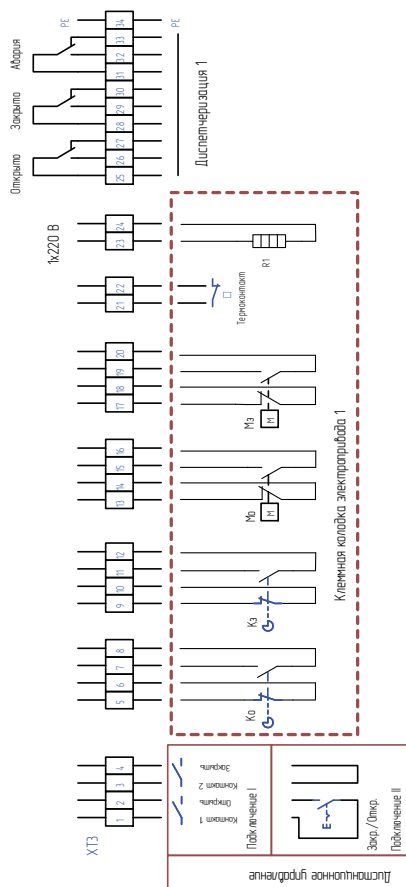 ХТ3
1 2 3 4
5 6 7 8
9 10 11 12
13 14 15 16
17 18 19 20
21 22
23 24
25 26 27 28 29 30 31 32 33 34
1х220 В
Открыто
Закрыто
Авария
PE
PE
Диспетчеризация 1
Контакт 1
Открыть
Контакт 2
Закрыть
Подключение I
Закр./Откр.
Подключение II
Дистанционное управление
Ко
Кз
Мо
М
Мз
М
Термоконтакт
R1
Клеммная колодка электропривода 1
E